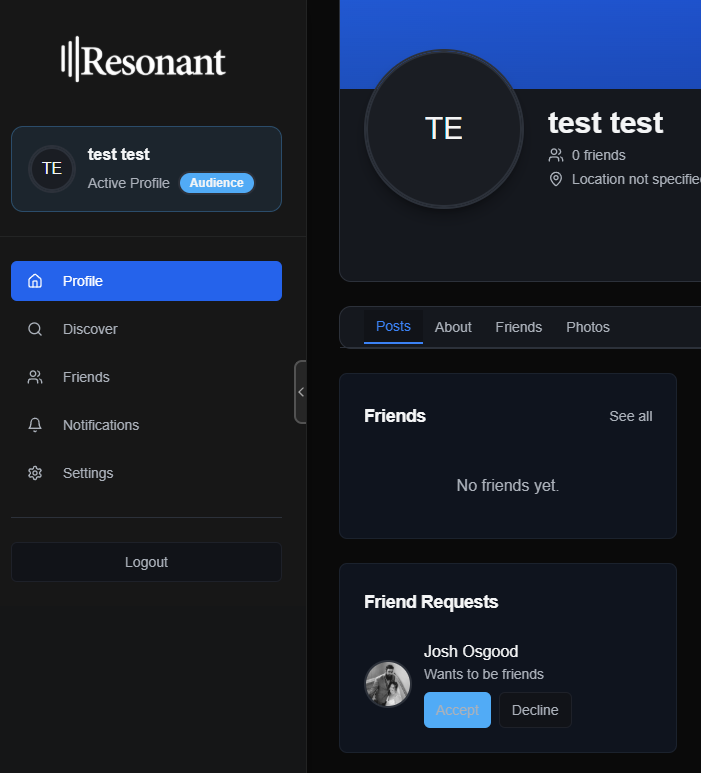 Resonant
TE
test test
Active Profile Audience
Profile
Discover
Friends
Notifications
Settings
Logout
TE
test test
0 friends
Location not specifie
Posts About Friends Photos
Friends See all
No friends yet.
Friend Requests
Josh Osgood
Wants to be friends
Accept Decline